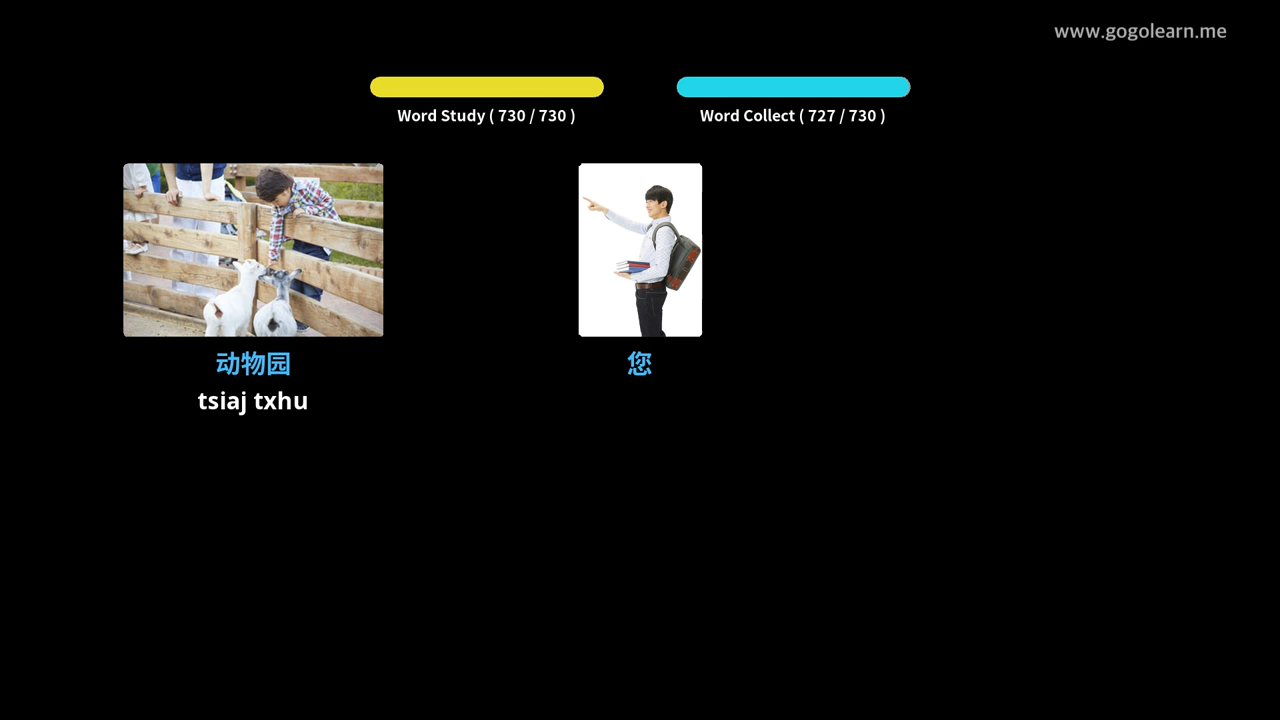 www.gogolearn.me
Word Study ( 730 / 730 )
Word Collect ( 727 / 730 )
动物园
tsiaj txhu
您